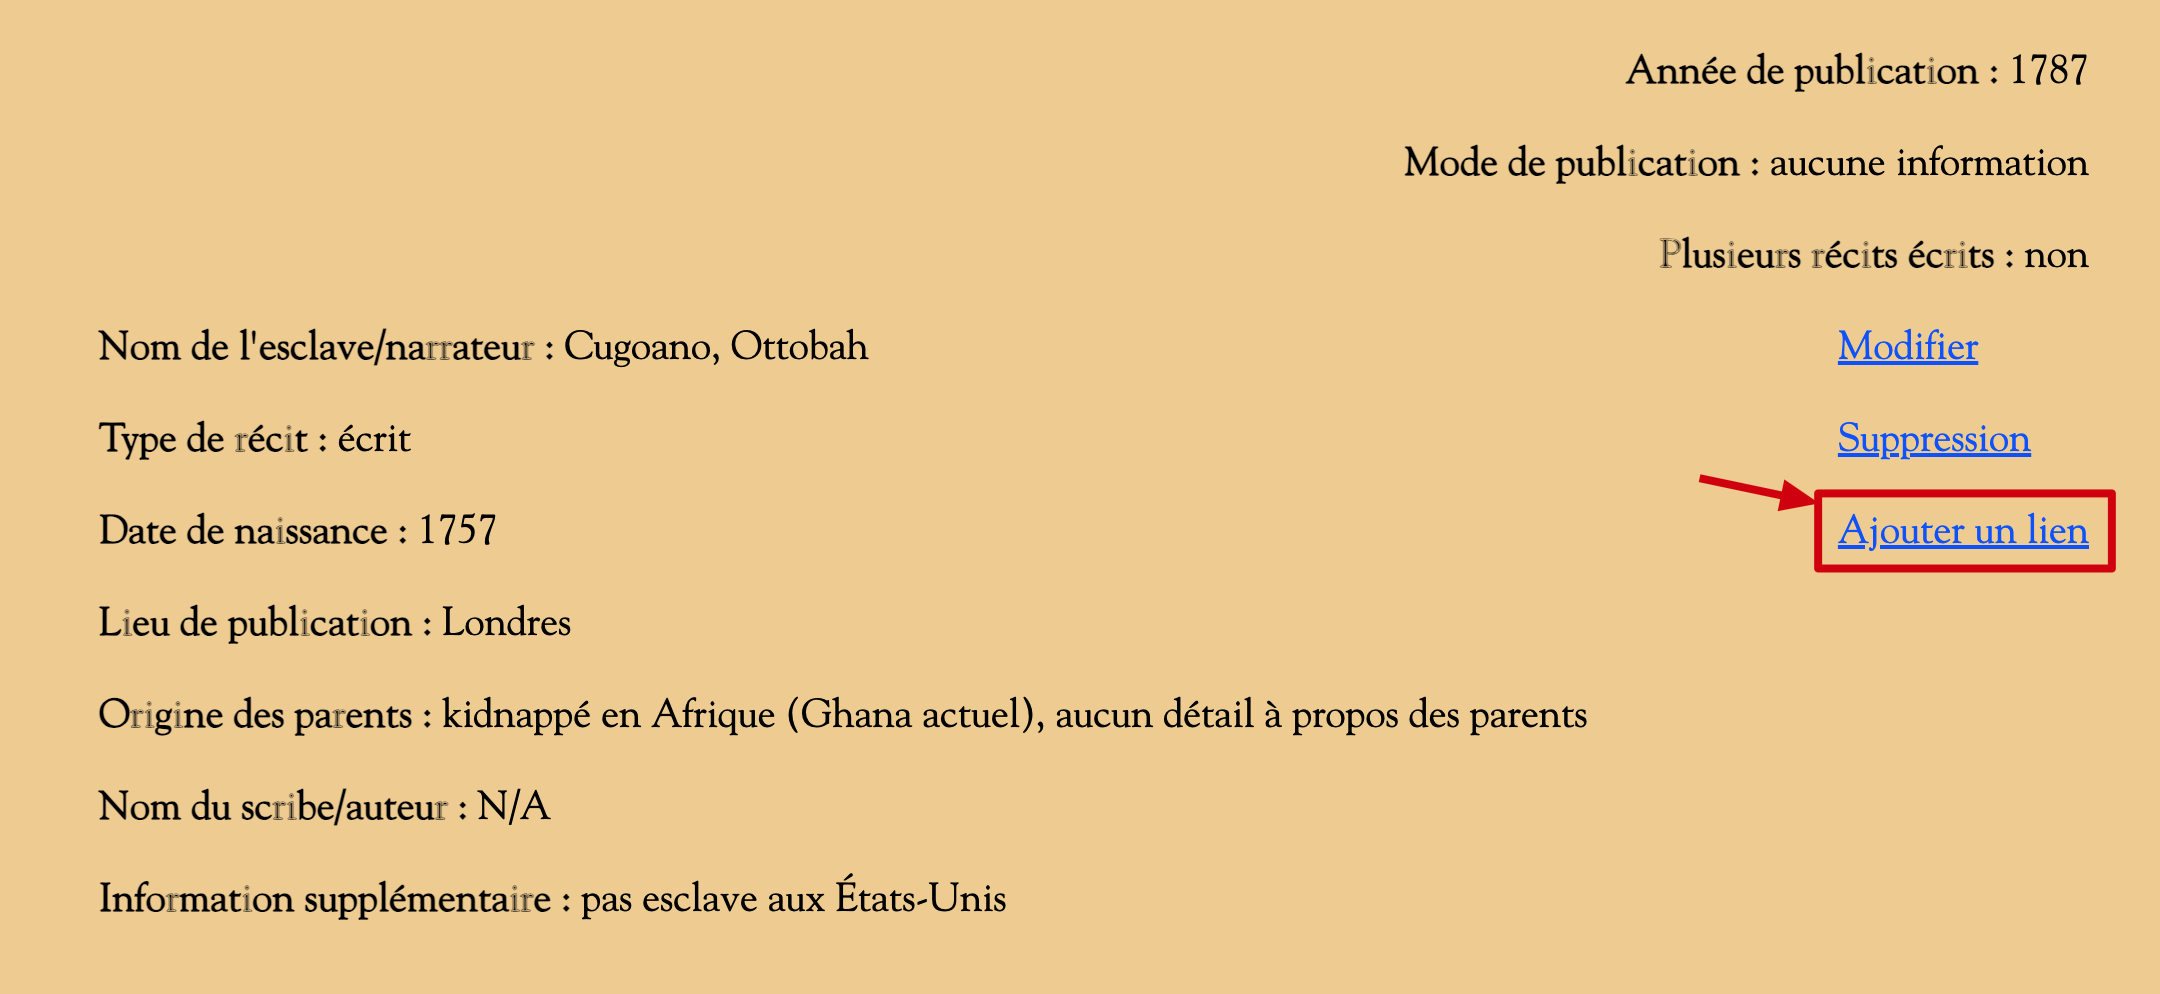 Année de publication : 1787
Mode de publication : aucune information
Plusieurs récits écrits : non
Nom de l'esclave/narrateur : Cugoano, Ottobah
Modifier
Type de récit : écrit
Suppression
Date de naissance : 1757
Ajouter un lien
Lieu de publication : Londres
Origine des parents : kidnappé en Afrique (Ghana actuel), aucun détail à propos des parents
Nom du scribe/auteur : N/A
Information supplémentaire : pas esclave aux États-Unis